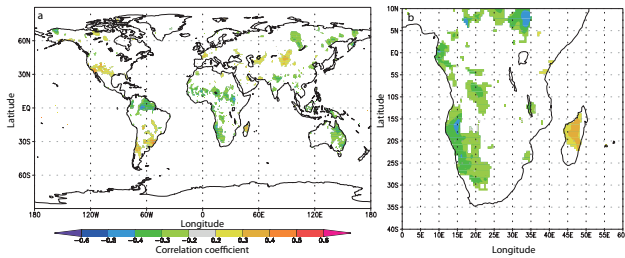 a
60N
30N
EQ
30S
60S
Latitude
180 120W 60W 0 60E 120E 180
Longitude
-0.6 -0.5 -0.4 -0.3 0.2 0.3 0.4 0.5 0.6
Correlation coefficient
b
10N
5N
EQ
5S
10S
15S
20S
25S
30S
35S
40S
Latitude
0 5E 10E 15E 20E 25E 30E 35E 40E 45E 50E 55E 60E
Longitude